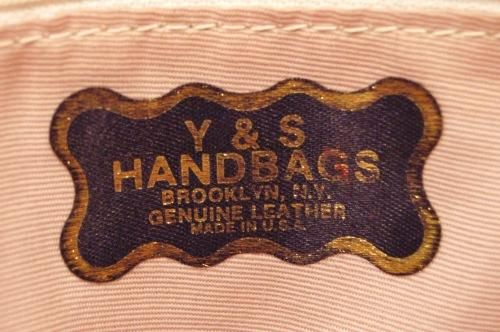 Y & S
HANDBAGS
BROOKLYN, N.Y.
GENUINE LEATHER
MADE IN U.S.A.